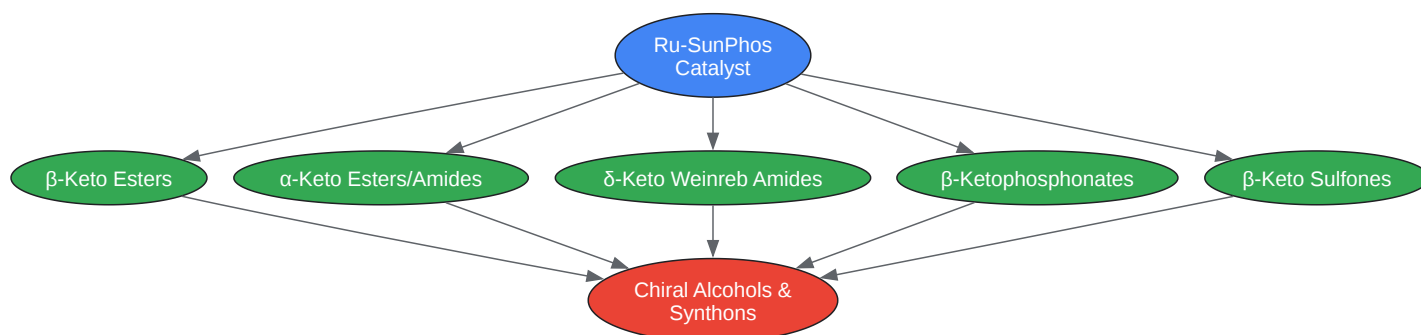 Ru-SunPhos
Catalyst
β-Keto Esters
α-Keto Esters/Amides
δ-Keto Weinreb Amides
β-Ketophosphonates
β-Keto Sulfones
Chiral Alcohols &
Synthons